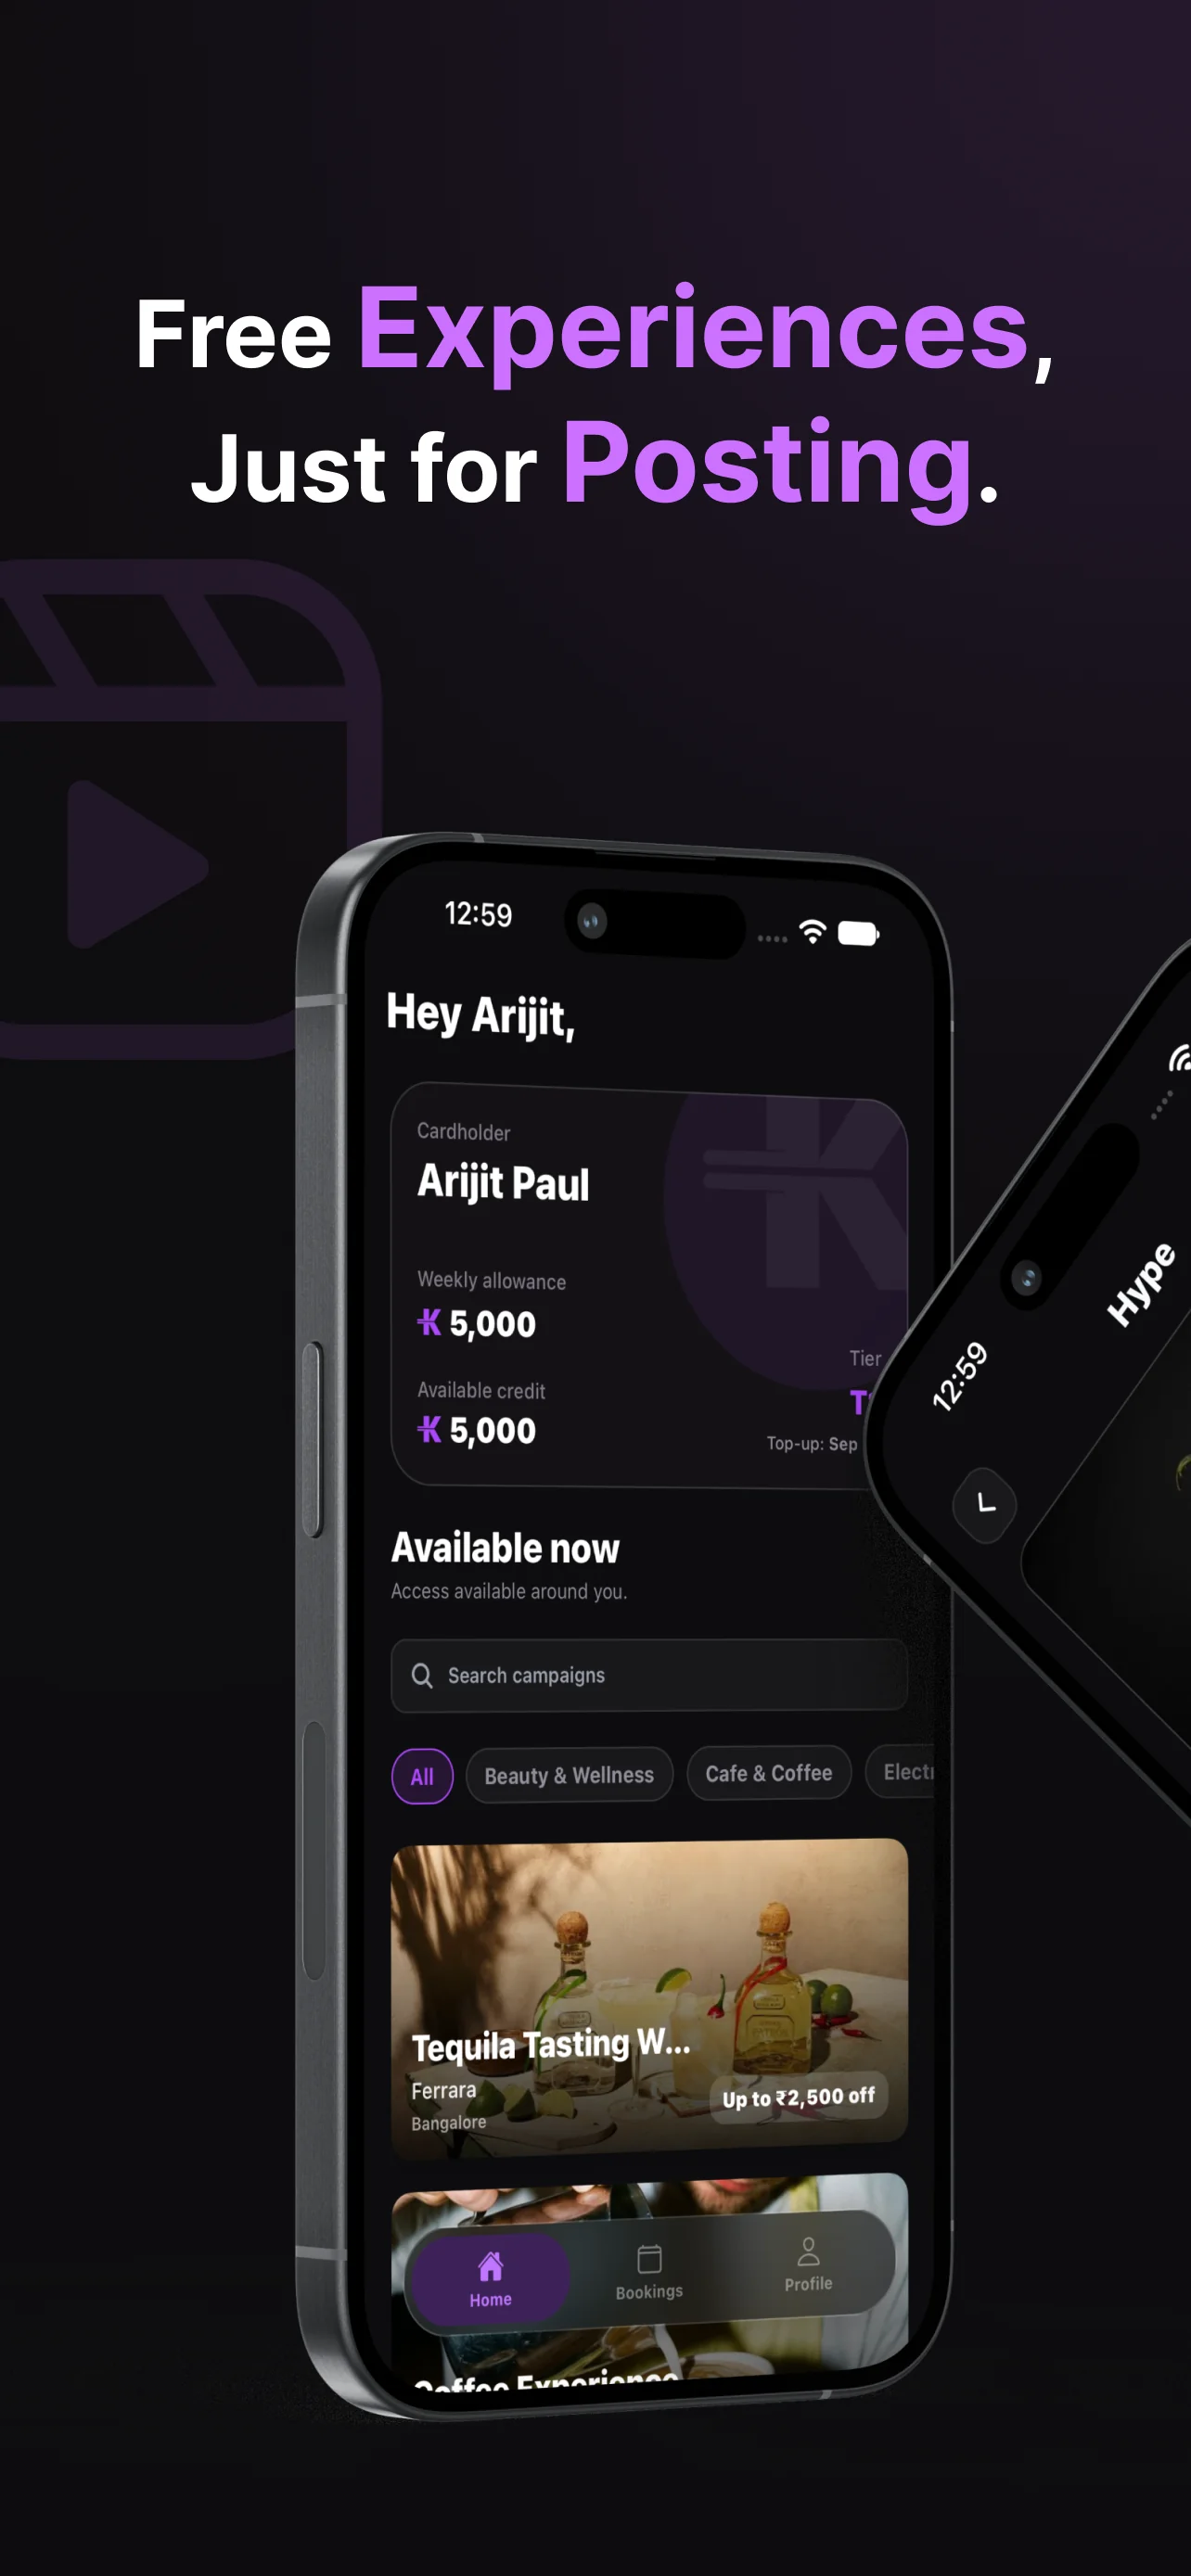 Free Experiences,
Just for Posting.
12:59
Hey Arijit,
Cardholder
Arijit Paul
Weekly allowance
5,000
Available credit
5,000
Tier
Top-up: Sep
Available now
Access available around you.
Search campaigns
All
Beauty & Wellness
Cafe & Coffee
Tequila Tasting W...
Ferrara
Bangalore
Up to ₹2,500 off
Home
Bookings
Profile
Coffee Experience
12:59
Hype